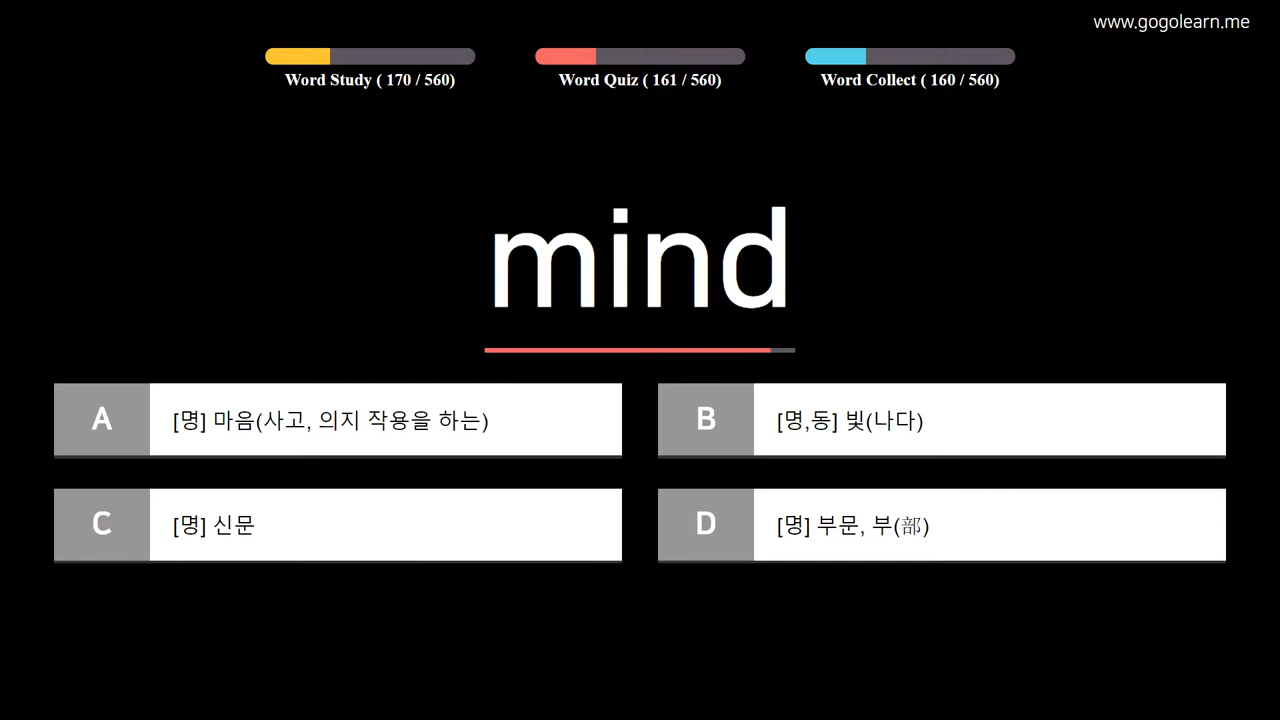 www.gogolearn.me
Word Study ( 170 / 560)
Word Quiz ( 161 / 560)
Word Collect ( 160 / 560)
mind
A
[명] 마음(사고, 의지 작용을 하는)
B
[명,동] 빛(나다)
C
[명] 신문
D
[명] 부문, 부(部)